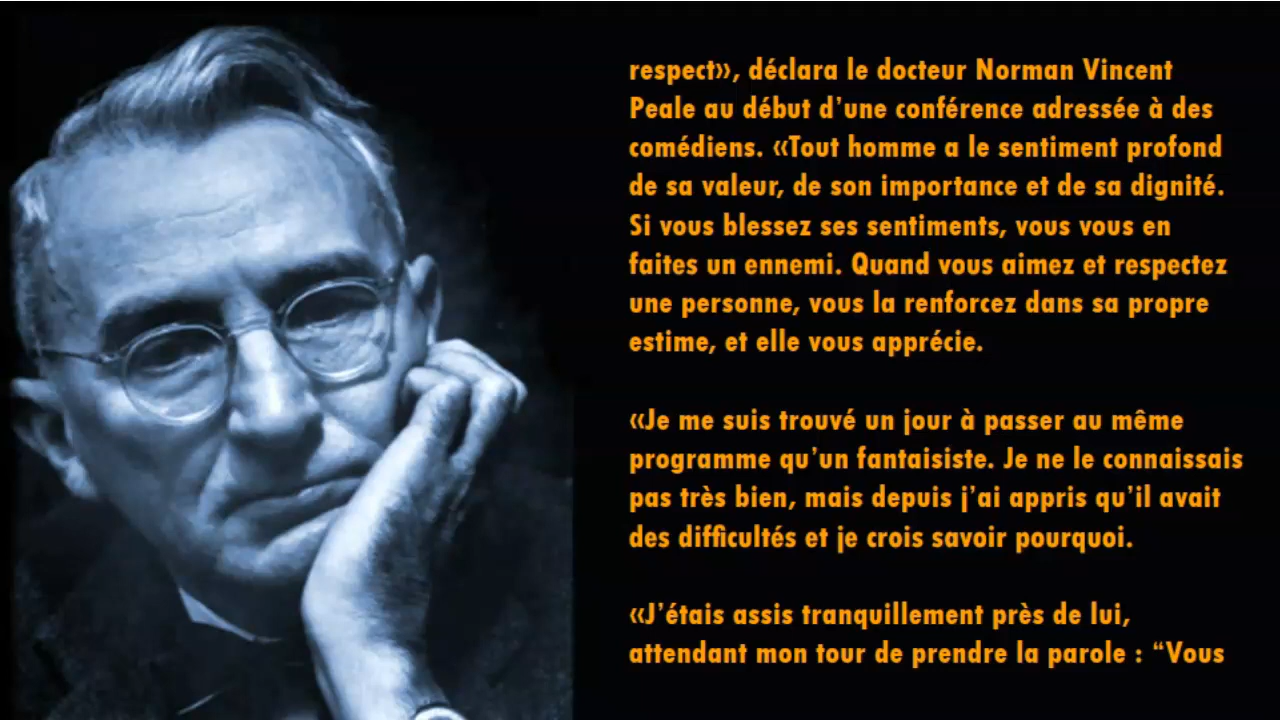 respect», déclara le docteur Norman Vincent
Peale au début d’une conférence adressée à des
comédiens. «Tout homme a le sentiment profond
de sa valeur, de son importance et de sa dignité.
Si vous blessez ses sentiments, vous vous en
faites un ennemi. Quand vous aimez et respectez
une personne, vous la renforcez dans sa propre
estime, et elle vous apprécie.
«Je me suis trouvé un jour à passer au même
programme qu’un fantaisiste. Je ne le connaissais
pas très bien, mais depuis j’ai appris qu’il avait
des difficultés et je crois savoir pourquoi.
«J’étais assis tranquillement près de lui,
attendant mon tour de prendre la parole : “Vous